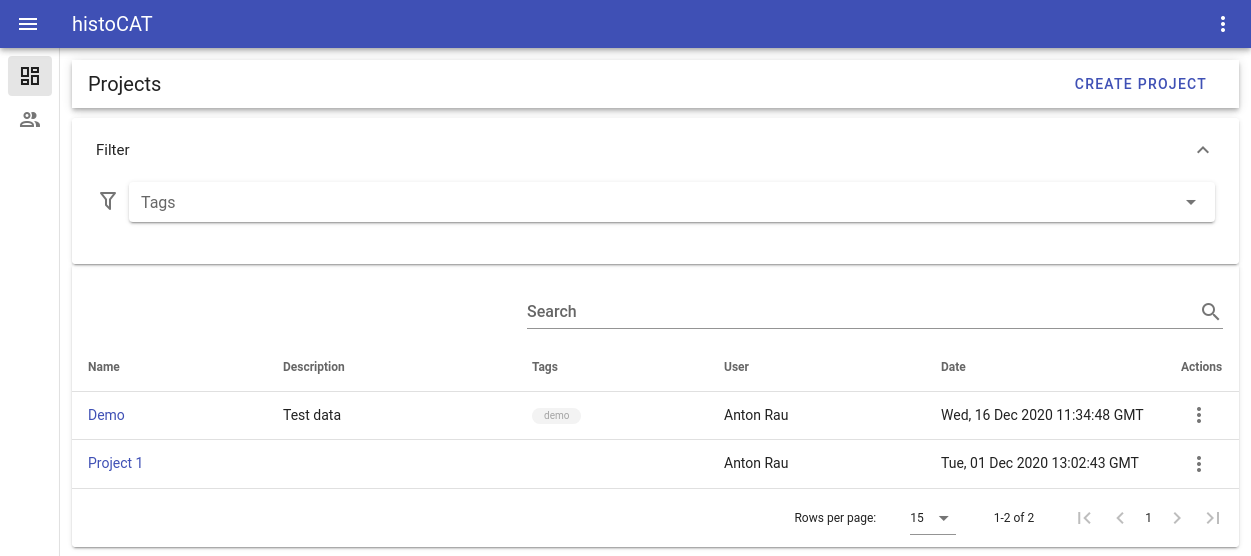 histoCAT
Projects CREATE PROJECT
Filter
Tags
Search
Name Description Tags User Date Actions
Demo Test data demo Anton Rau Wed, 16 Dec 2020 11:34:48 GMT
Project 1 Anton Rau Tue, 01 Dec 2020 13:02:43 GMT
Rows per page: 15 1-2 of 2 1